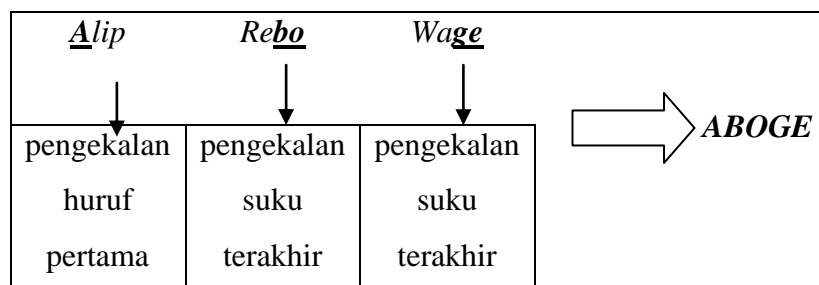 Alip Rebo Wage
ABOGE
pengekalan pengekalan pengekalan
huruf suku suku
pertama terakhir terakhir